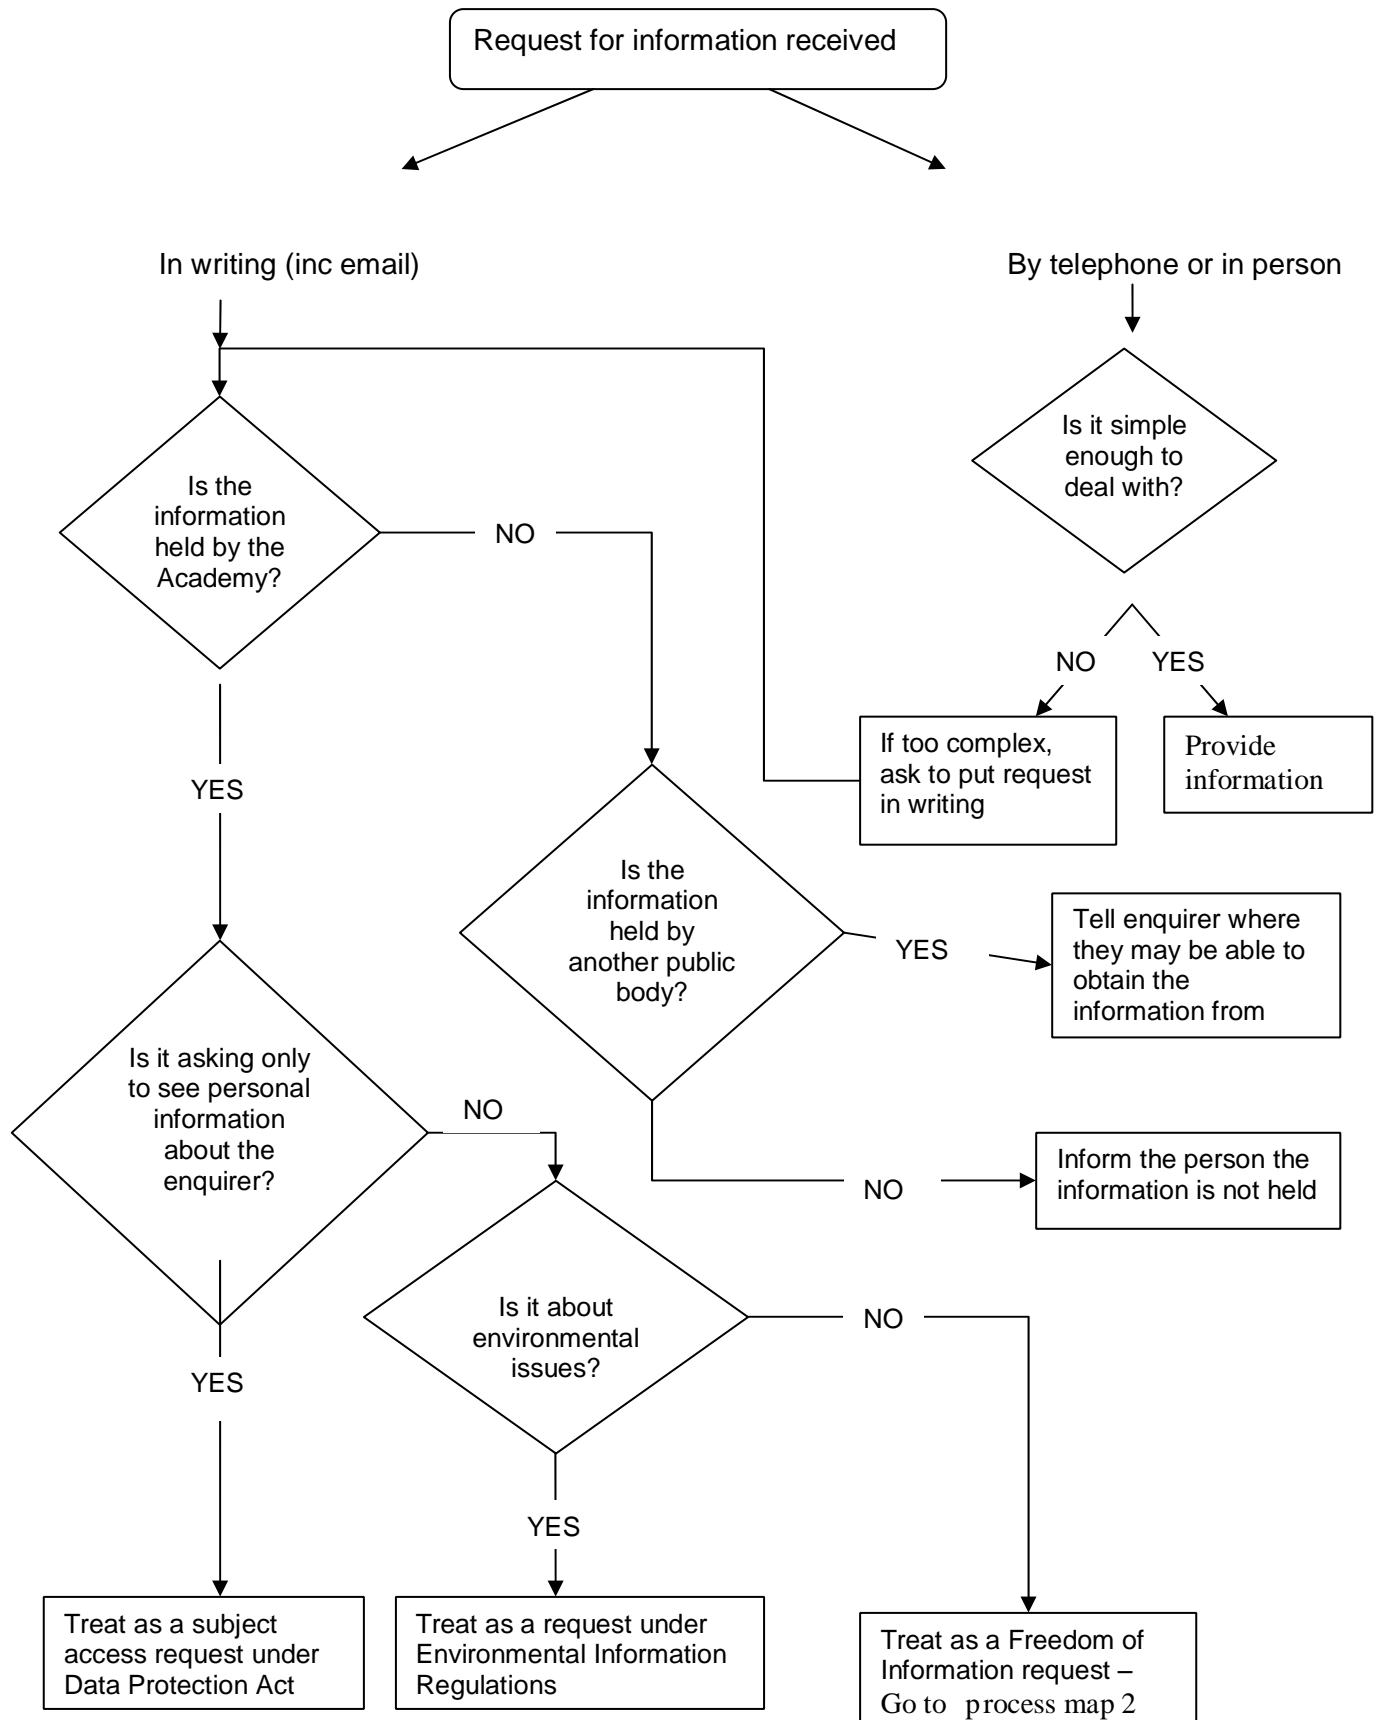 Request for information received
In writing (inc email)
By telephone or in person
Is it simple
enough to
deal with?
Is the
information
held by the
Academy?
NO
NO
YES
If too complex,
ask to put request
in writing
Provide
information
YES
Is the
information
held by
another public
body?
YES
Tell enquirer where
they may be able to
obtain the
information from
Is it asking only
to see personal
information
about the
enquirer?
NO
NO
Inform the person the
information is not held
Is it about
environmental
issues?
NO
YES
YES
Treat as a subject
access request under
Data Protection Act
Treat as a request under
Environmental Information
Regulations
Treat as a Freedom of
Information request –
Go to process map 2